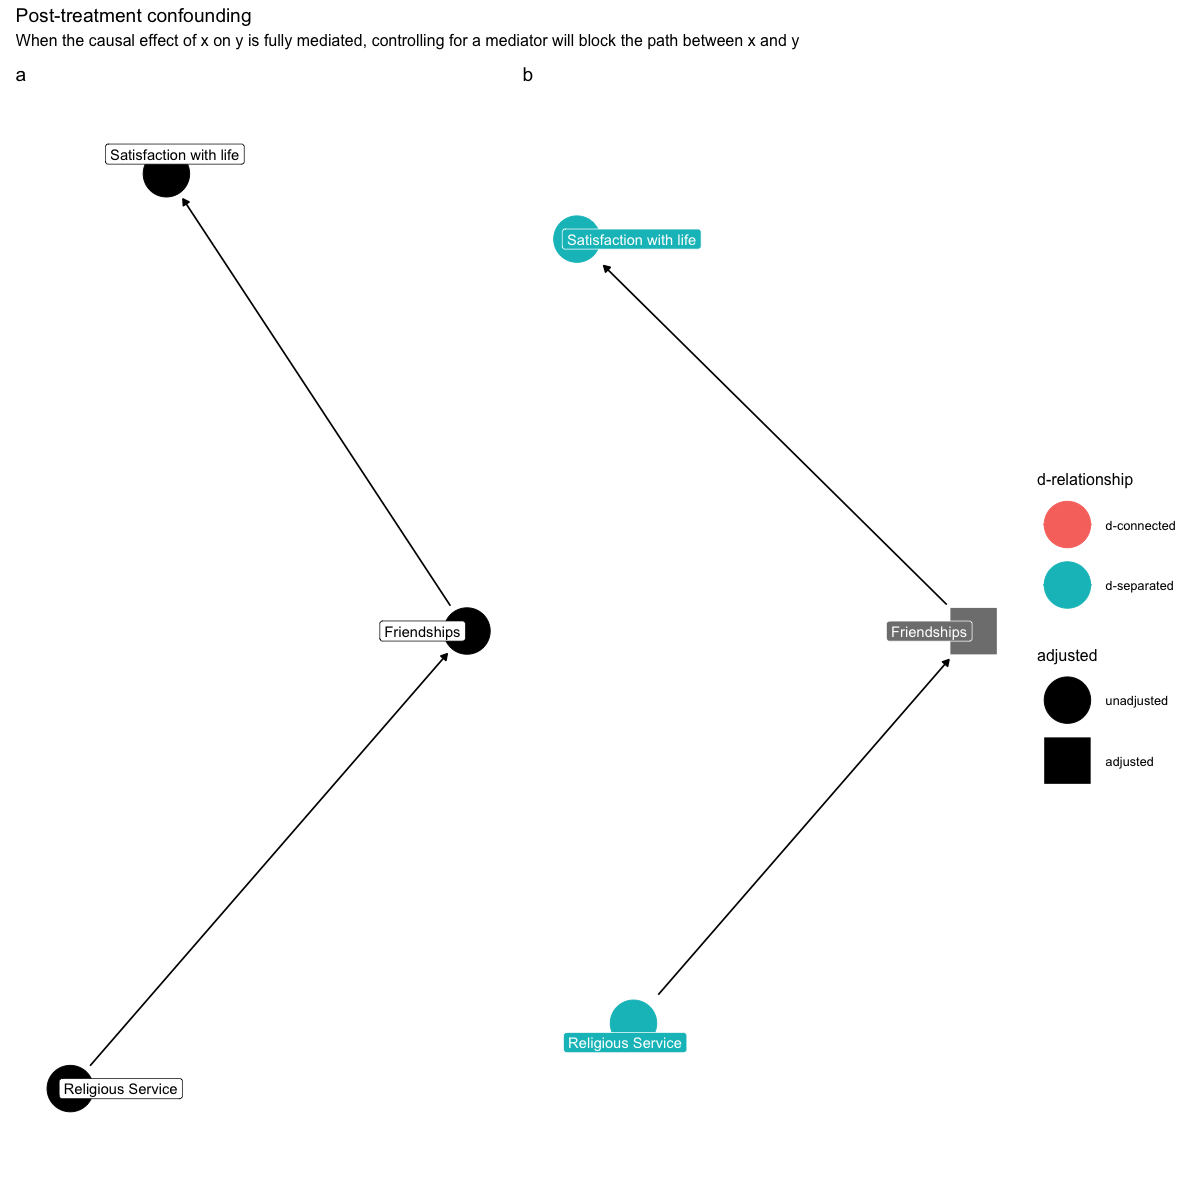 Post-treatment confounding
When the causal effect of x on y is fully mediated, controlling for a mediator will block the path between x and y
a
Satisfaction with life
Friendships
Religious Service
b
Satisfaction with life
Friendships
Religious Service
d-relationship
d-connected
d-separated
adjusted
unadjusted
adjusted